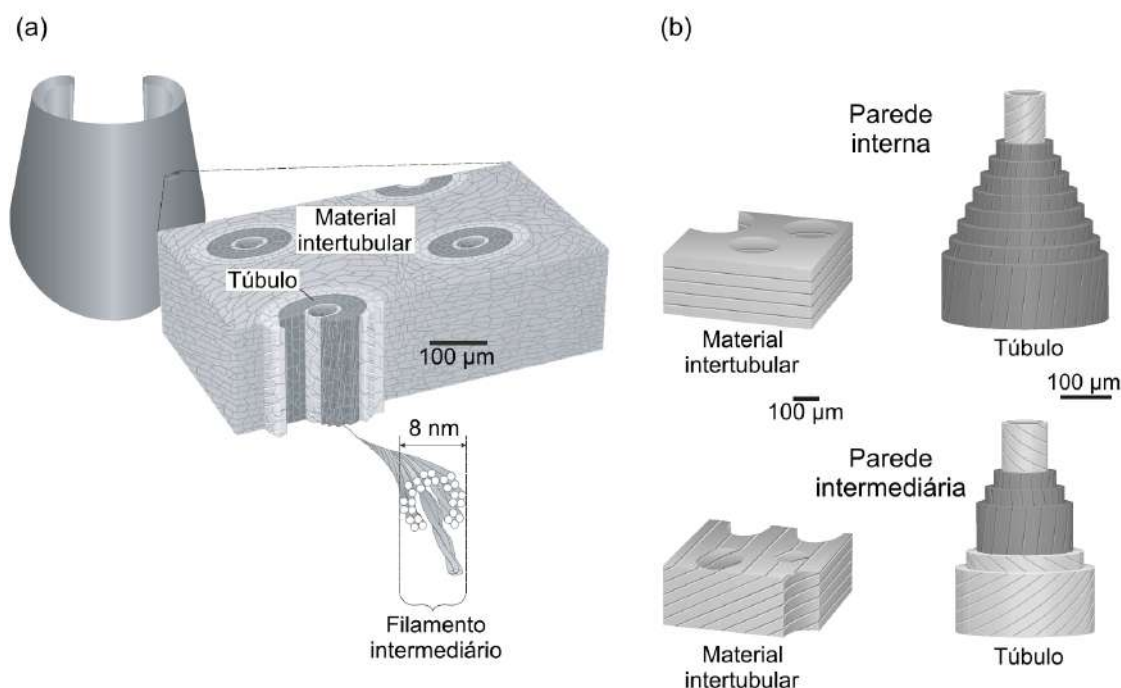 (a)
Material
intertubular
Túbulo
100 µm
8 nm
Filamento
intermediário
(b)
Parede
interna
Material
intertubular
Túbulo
100 µm
100 µm
Parede
intermediária
Material
intertubular
Túbulo